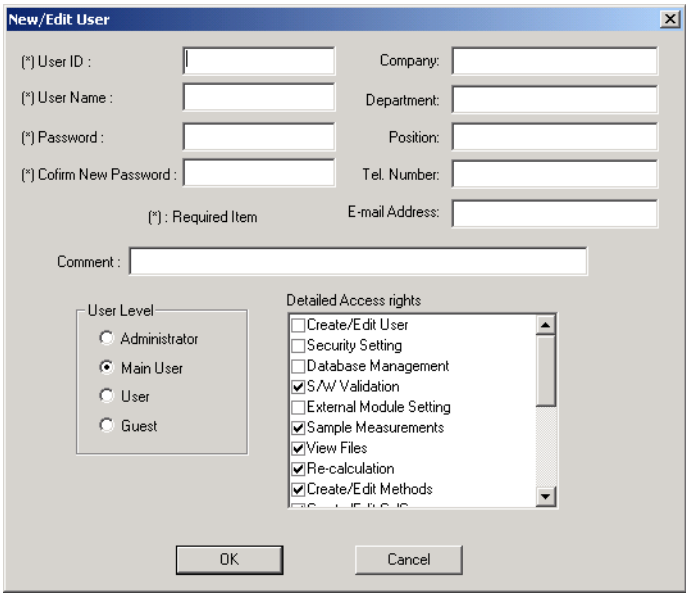 New/Edit User
(*) User ID :
Company:
(*) User Name :
Department:
(*) Password :
Position:
(*) Cofirm New Password :
Tel. Number:
(*) : Required Item
E-mail Address:
Comment :
User Level
Administrator
Main User
User
Guest
Detailed Access rights
Create/Edit User
Security Setting
Database Management
S/W Validation
External Module Setting
Sample Measurements
View Files
Re-calculation
Create/Edit Methods
OK
Cancel